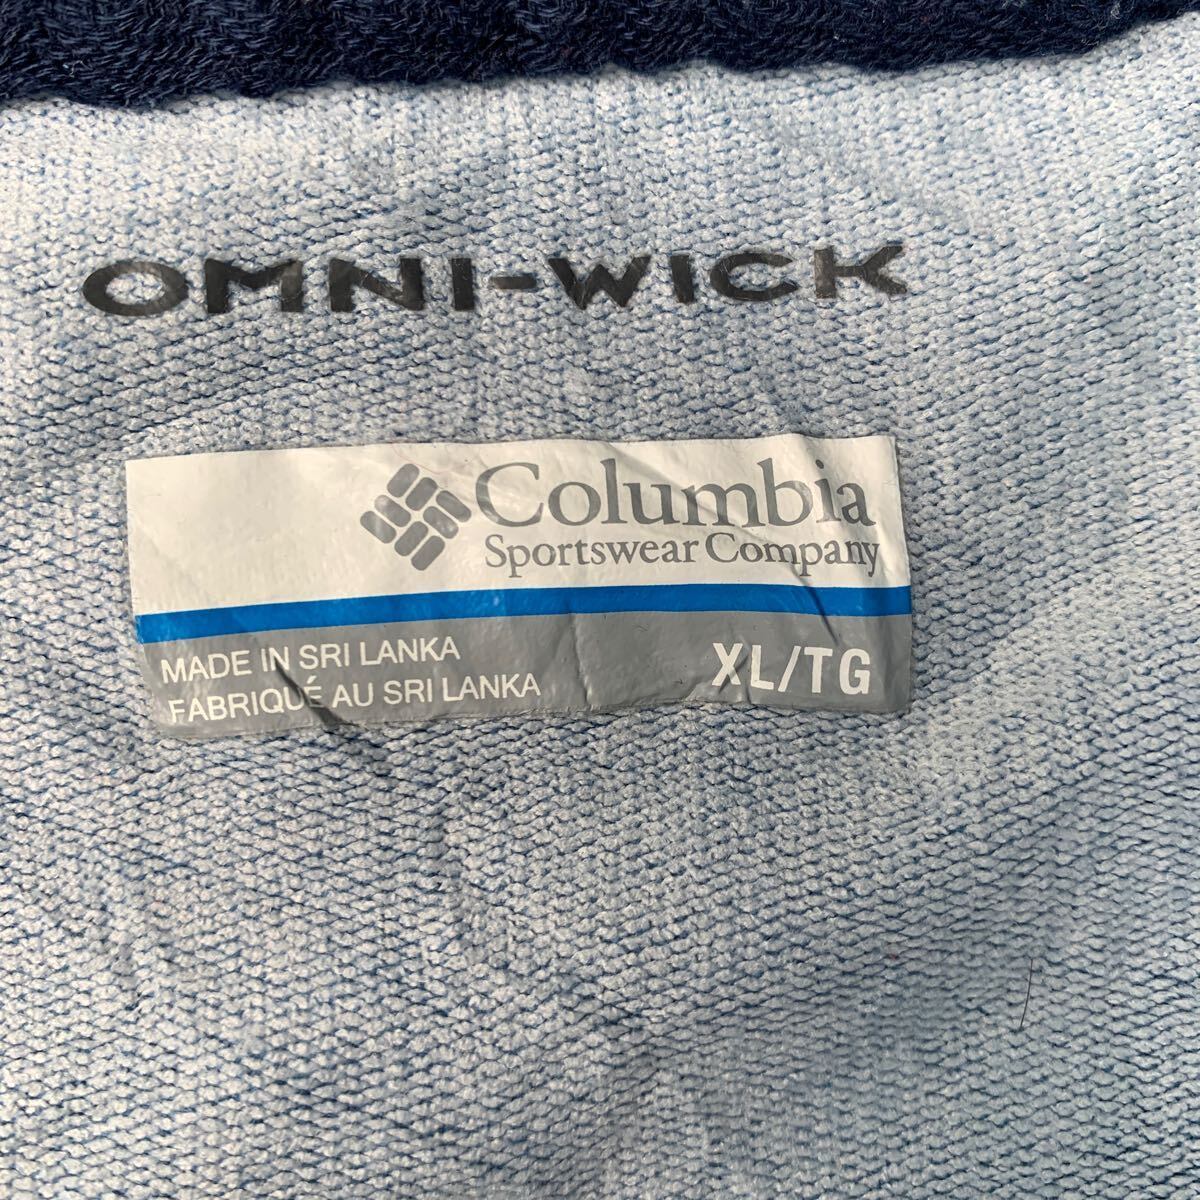 OMNI-WICK
Columbia
Sportswear Company
MADE IN SRI LANKA
FABRIQUÉ AU SRI LANKA
XL/TG